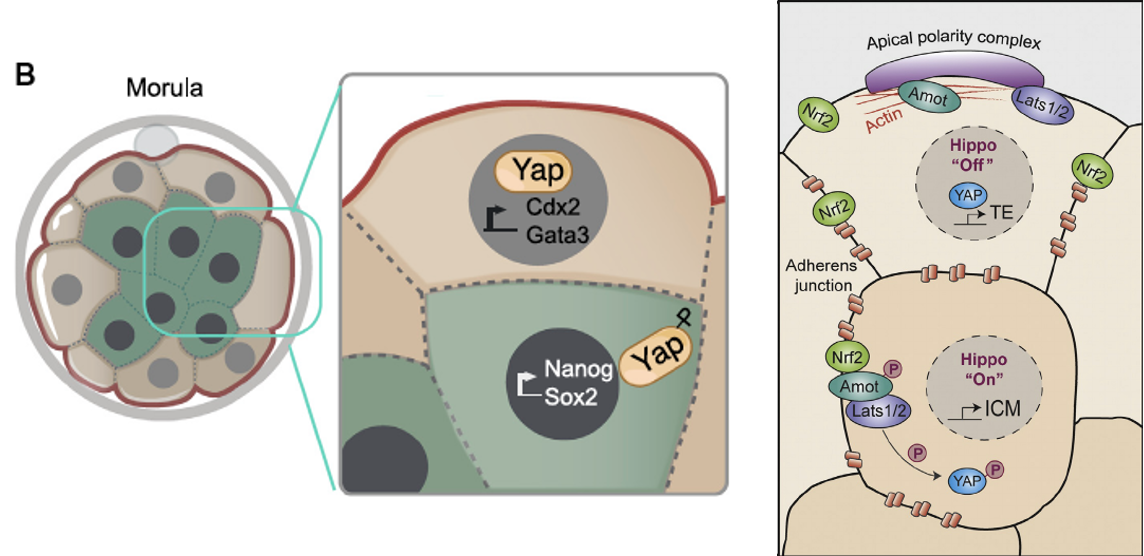 B
Morula
Yap
Cdx2
Gata3
P
Yap
Nanog
Sox2
Apical polarity complex
Nrf2
Actin
Amot
Lats1/2
Hippo
"Off"
YAP
TE
Nrf2
Nrf2
Adherens
junction
Nrf2
P
Amot
Lats1/2
Hippo
"On"
ICM
P
YAP
P